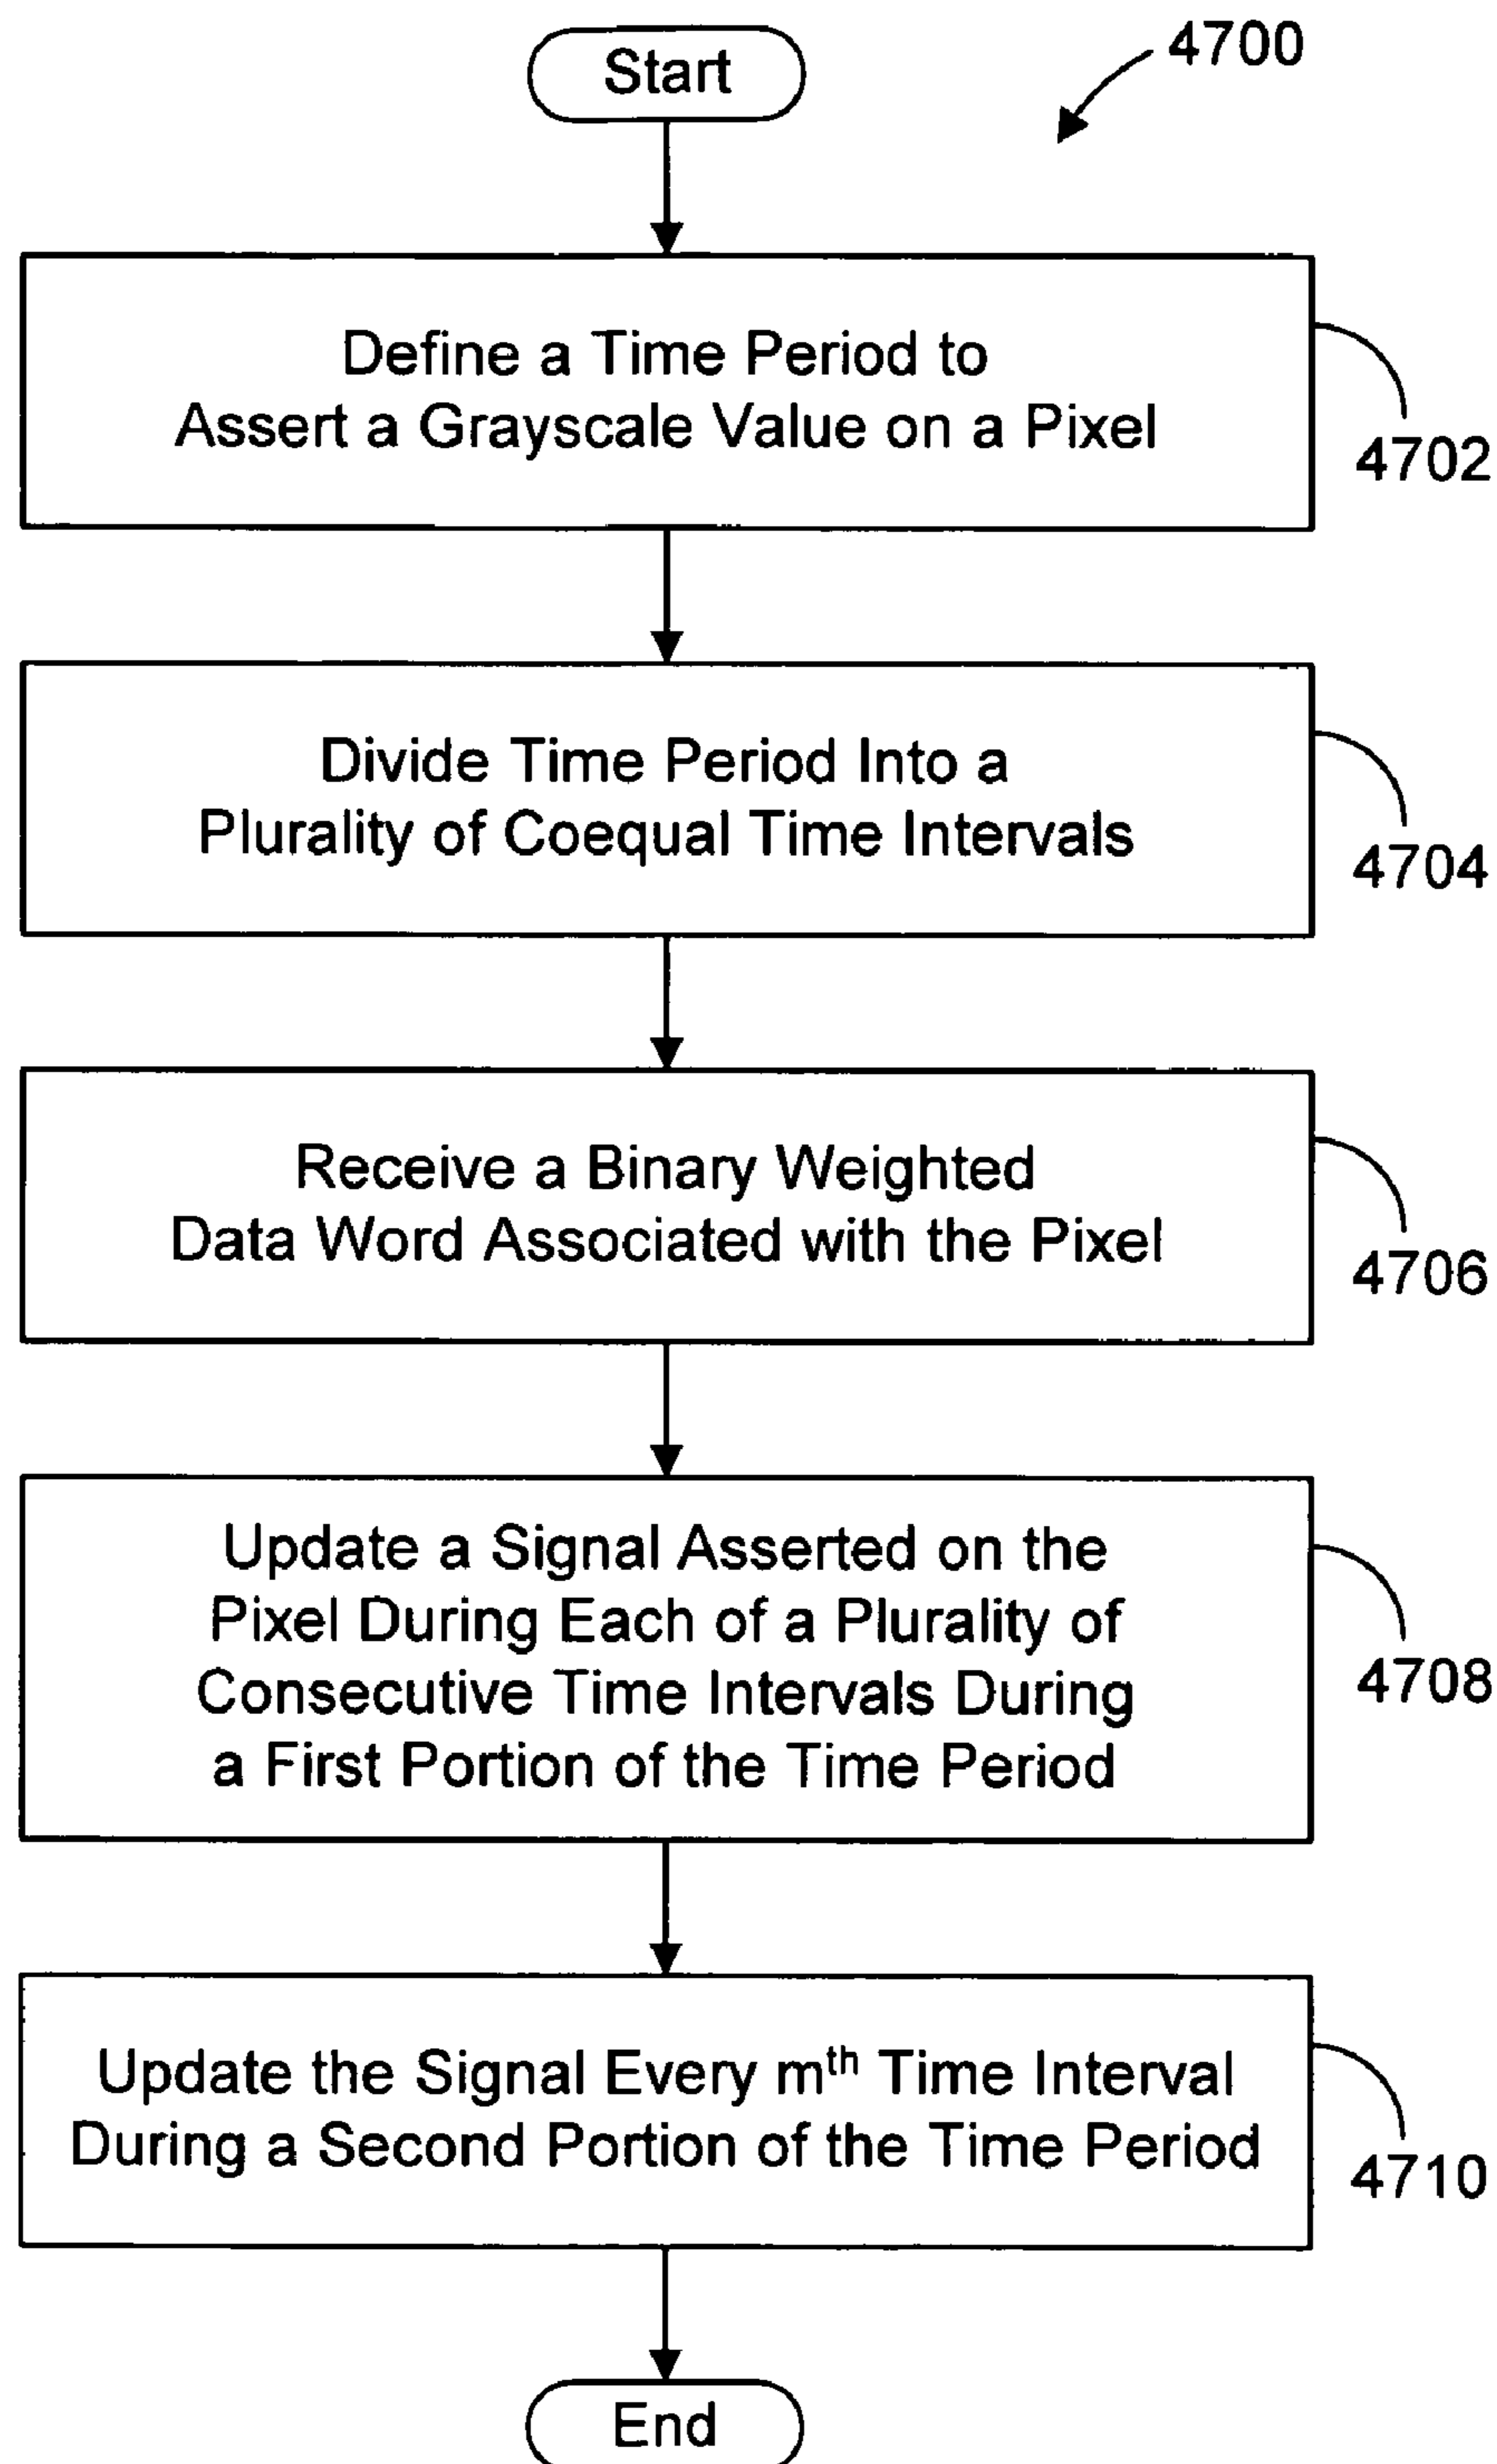 Start
4700
Define a Time Period to
Assert a Grayscale Value on a Pixel
4702
Divide Time Period Into a
Plurality of Coequal Time Intervals
4704
Receive a Binary Weighted
Data Word Associated with the Pixel
4706
Update a Signal Asserted on the
Pixel During Each of a Plurality of
Consecutive Time Intervals During
a First Portion of the Time Period
4708
Update the Signal Every mth Time Interval
During a Second Portion of the Time Period
4710
End